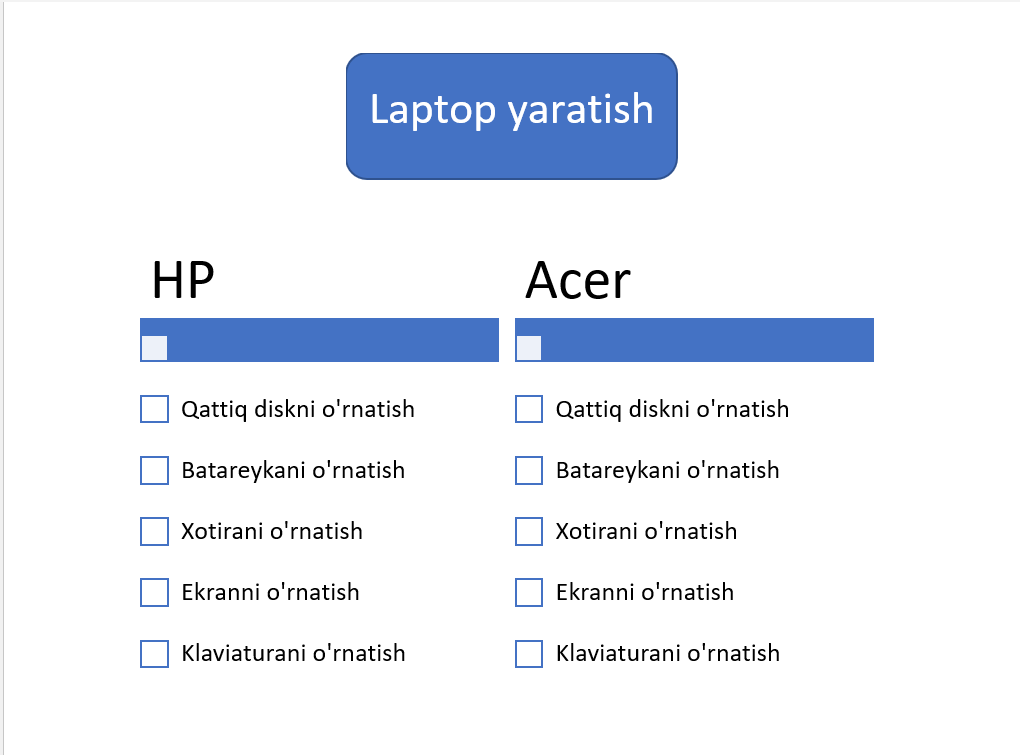 Laptop yaratish
HP
Qattiq diskni o'rnatish
Batareykani o'rnatish
Xotirani o'rnatish
Ekranni o'rnatish
Klaviaturani o'rnatish
Acer
Qattiq diskni o'rnatish
Batareykani o'rnatish
Xotirani o'rnatish
Ekranni o'rnatish
Klaviaturani o'rnatish